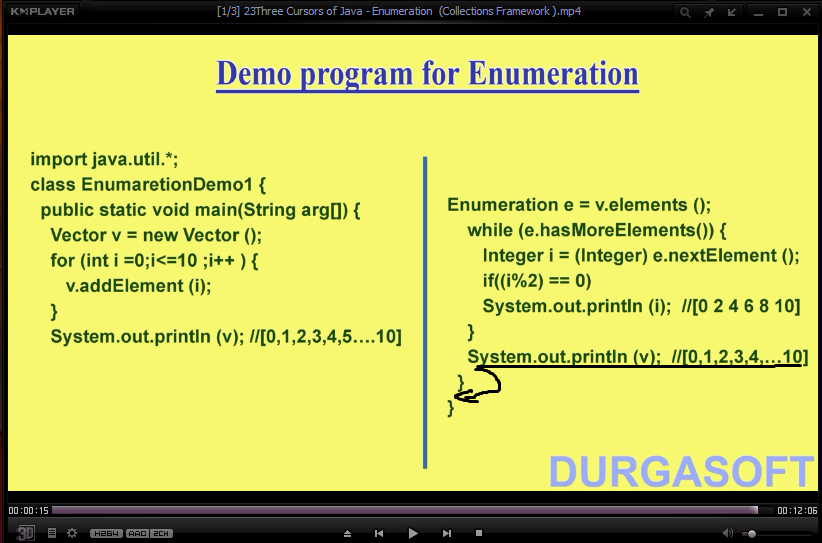 KMPLAYER
[1/3] 23Three Cursors of Java - Enumeration (Collections Framework ).mp4
Demo program for Enumeration
import java.util.*;
class EnumaretionDemo1 {
public static void main(String arg[]) {
Vector v = new Vector ();
for (int i =0;i<=10 ;i++ ) {
v.addElement (i);
}
System.out.println (v); //[0,1,2,3,4,5....10]
Enumeration e = v.elements ();
while (e.hasMoreElements()) {
Integer i = (Integer) e.nextElement ();
if((i%2) == 0)
System.out.println (i); //[0 2 4 6 8 10]
}
System.out.println (v); //[0,1,2,3,4,...10]
}
}
DURGASOFT
00:00:15
00:12:06
3D
H264 AAC 2CH